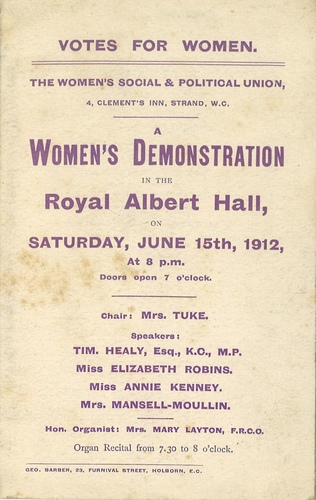 VOTES FOR WOMEN.
THE WOMEN'S SOCIAL & POLITICAL UNION,
4, CLEMENT'S INN, STRAND, W.C.
A
WOMEN'S DEMONSTRATION
IN THE
Royal Albert Hall,
ON
SATURDAY, JUNE 15th, 1912,
At 8 p.m.
Doors open 7 o'clock.
Chair: Mrs. TUKE.
Speakers:
TIM. HEALY, Esq., K.C., M.P.
Miss ELIZABETH ROBINS.
Miss ANNIE KENNEY.
Mrs. MANSELL-MOULLIN.
Hon. Organist: Mrs. MARY LAYTON, F.R.C.O.
Organ Recital from 7.30 to 8 o'clock.
GEO. BARBER, 23, FURNIVAL STREET, HOLBORN, E.C.